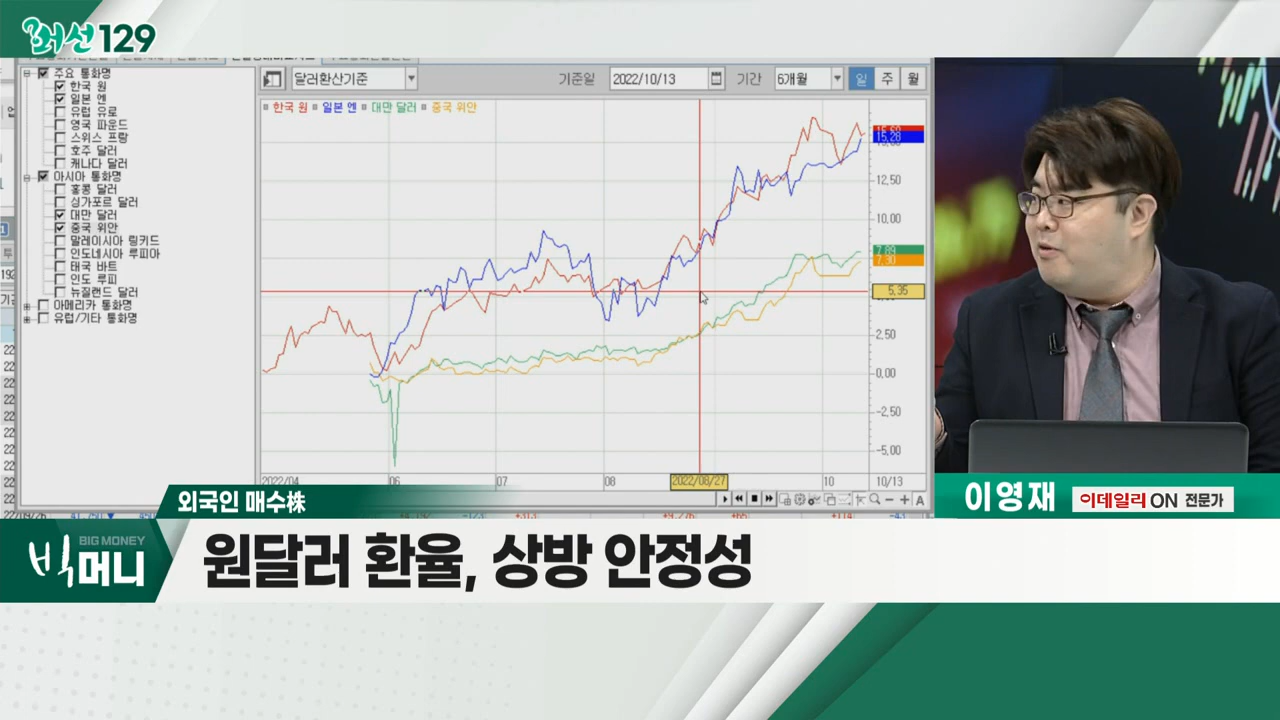 최선129
주요 통화명
한국 원
일본 엔
유럽 유로
영국 파운드
스위스 프랑
호주 달러
캐나다 달러
아시아 통화명
홍콩 달러
싱가포르 달러
대만 달러
중국 위안
말레이시아 링키드
인도네시아 루피아
태국 바트
인도 루피
뉴질랜드 달러
아메리카 통화명
유럽/기타 통화명
달러환산기준
기준일
2022/10/13
기간
6개월
일
주
월
한국 원 일본 엔 대만 달러 중국 위안
15,28
12,50
10,00
7,89
7,30
5,35
2,50
0,00
-2,50
-5,00
2022/04 06 07 08 2022/08/27 10 10/13
외국인 매수株
이영재 이데일리 ON 전문가
BIG MONEY
빅머니
원달러 환율, 상방 안정성